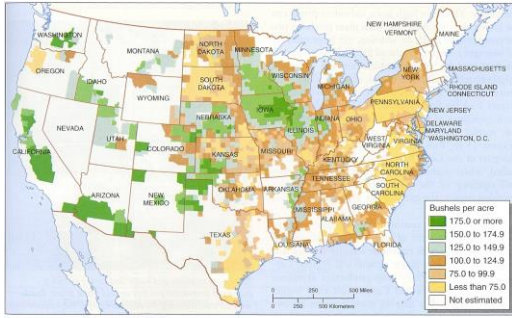 NEW HAMPSHIRE
VERMONT
MAINE
WASHINGTON
MONTANA
NORTH
DAKOTA
MINNESOTA
OREGON
IDAHO
SOUTH
DAKOTA
WISCONSIN
MICHIGAN
NEW
YORK
MASSACHUSETTS
RHODE ISLAND
CONNECTICUT
WYOMING
IOWA
PENNSYLVANIA
NEW JERSEY
NEVADA
NEBRASKA
ILLINOIS
INDIANA
OHIO
DELAWARE
MARYLAND
WASHINGTON, D.C.
UTAH
COLORADO
KANSAS
MISSOURI
WEST
VIRGINIA
VIRGINIA
CALIFORNIA
KENTUCKY
NORTH
CAROLINA
ARIZONA
NEW
MEXICO
OKLAHOMA
ARKANSAS
TENNESSEE
SOUTH
CAROLINA
TEXAS
MISSISSIPPI
ALABAMA
GEORGIA
LOUISIANA
FLORIDA
Bushels per acre
175.0 or more
150.0 to 174.9
125.0 to 149.9
100.0 to 124.9
75.0 to 99.9
Less than 75.0
Not estimated
0 250 500 Miles
0 250 500 Kilometers